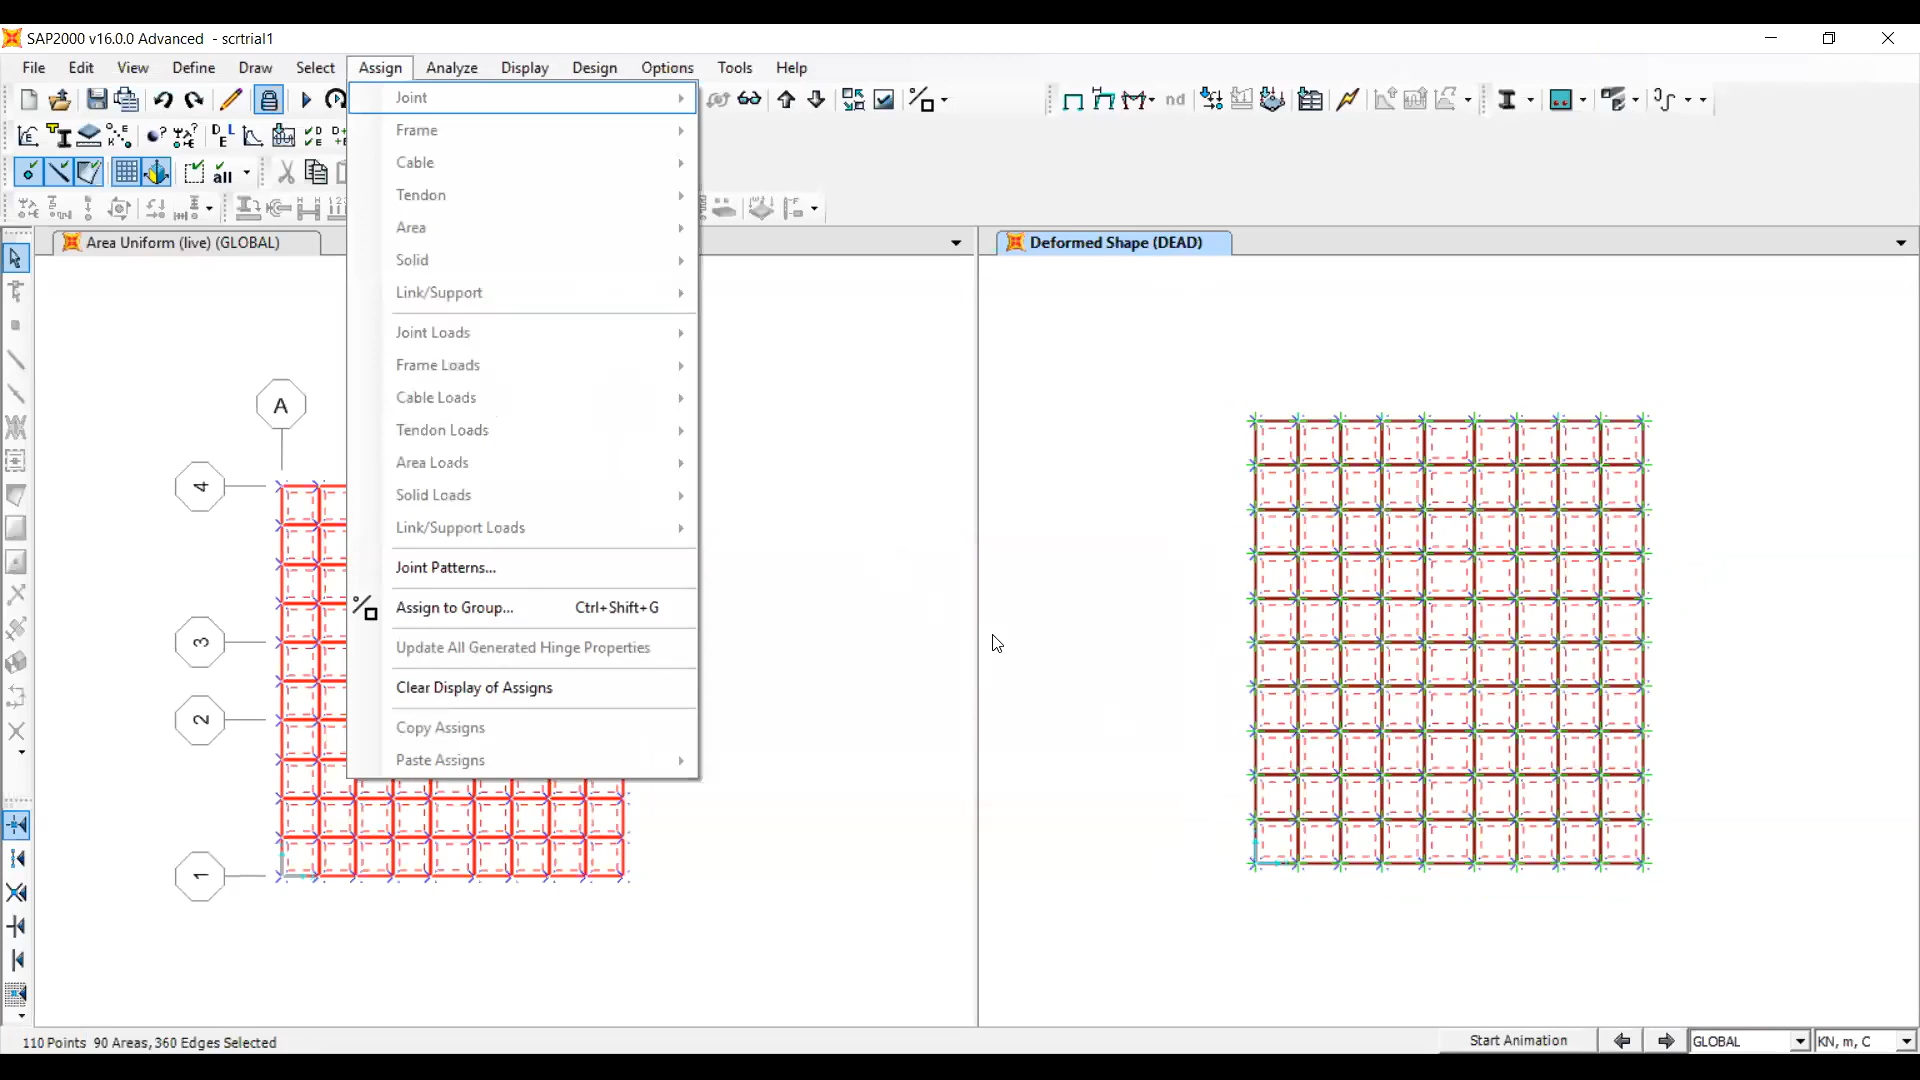 SAP2000 v16.0.0 Advanced - scrtrial1
File Edit View Define Draw Select Assign Analyze Display Design Options Tools Help
nd
all
Area Uniform (live) (GLOBAL)
Deformed Shape (DEAD)
Joint
Frame
Cable
Tendon
Area
Solid
Link/Support
Joint Loads
Frame Loads
Cable Loads
Tendon Loads
Area Loads
Solid Loads
Link/Support Loads
Joint Patterns...
Assign to Group... Ctrl+Shift+G
Update All Generated Hinge Properties
Clear Display of Assigns
Copy Assigns
Paste Assigns
A
4
3
2
1
110 Points 90 Areas, 360 Edges Selected
Start Animation
GLOBAL
KN, m, C